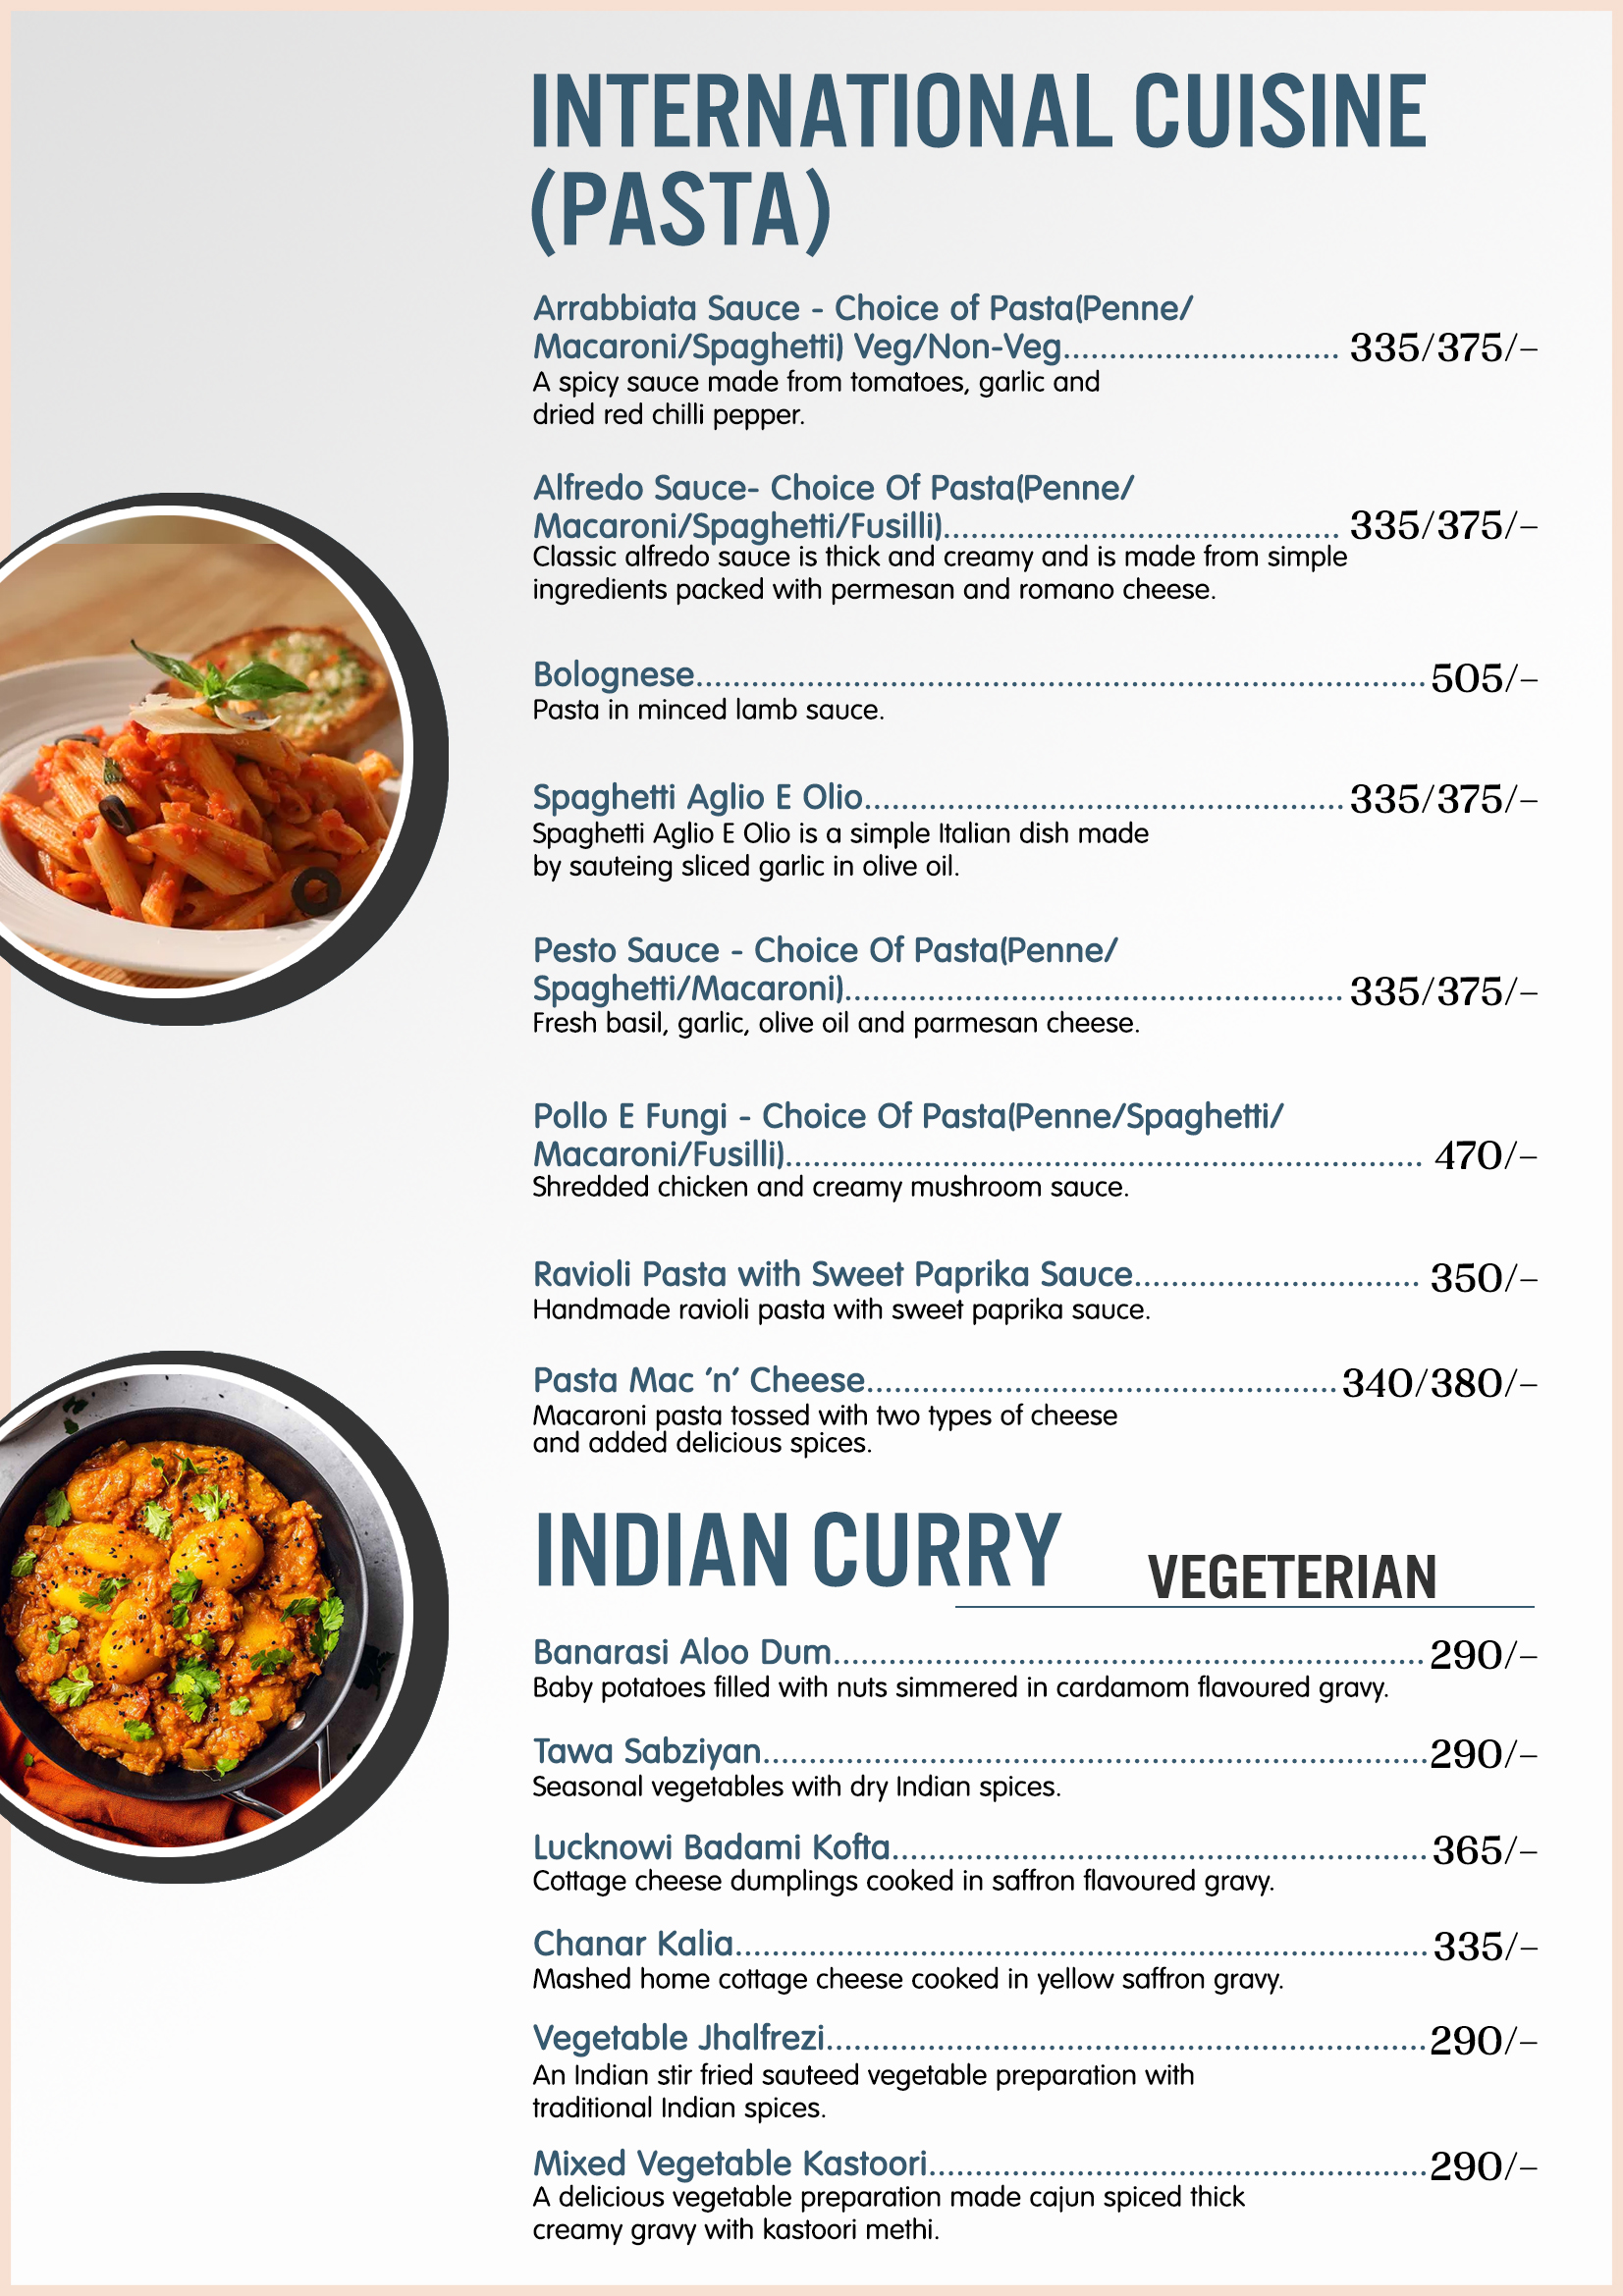 INTERNATIONAL CUISINE
(PASTA)
Arrabbiata Sauce - Choice of Pasta(Penne/
Macaroni/Spaghetti) Veg/Non-Veg.............................. 335/375/-
A spicy sauce made from tomatoes, garlic and
dried red chilli pepper.
Alfredo Sauce- Choice Of Pasta(Penne/
Macaroni/Spaghetti/Fusilli)........................................... 335/375/-
Classic alfredo sauce is thick and creamy and is made from simple
ingredients packed with permesan and romano cheese.
Bolognese................................................................................505/-
Pasta in minced lamb sauce.
Spaghetti Aglio E Olio....................................................335/375/-
Spaghetti Aglio E Olio is a simple Italian dish made
by sauteing sliced garlic in olive oil.
Pesto Sauce - Choice Of Pasta(Penne/
Spaghetti/Macaroni)......................................................335/375/-
Fresh basil, garlic, olive oil and parmesan cheese.
Pollo E Fungi - Choice Of Pasta(Penne/Spaghetti/
Macaroni/Fusilli)...................................................................... 470/-
Shredded chicken and creamy mushroom sauce.
Ravioli Pasta with Sweet Paprika Sauce............................... 350/-
Handmade ravioli pasta with sweet paprika sauce.
Pasta Mac ’n’ Cheese...................................................340/380/-
Macaroni pasta tossed with two types of cheese
and added delicious spices.
INDIAN CURRY VEGETERIAN
Banarasi Aloo Dum................................................................290/-
Baby potatoes filled with nuts simmered in cardamom flavoured gravy.
Tawa Sabziyan........................................................................290/-
Seasonal vegetables with dry Indian spices.
Lucknowi Badami Kofta..........................................................365/-
Cottage cheese dumplings cooked in saffron flavoured gravy.
Chanar Kalia...........................................................................335/-
Mashed home cottage cheese cooked in yellow saffron gravy.
Vegetable Jhalfrezi.................................................................290/-
An Indian stir fried sauteed vegetable preparation with
traditional Indian spices.
Mixed Vegetable Kastoori......................................................290/-
A delicious vegetable preparation made cajun spiced thick
creamy gravy with kastoori methi.